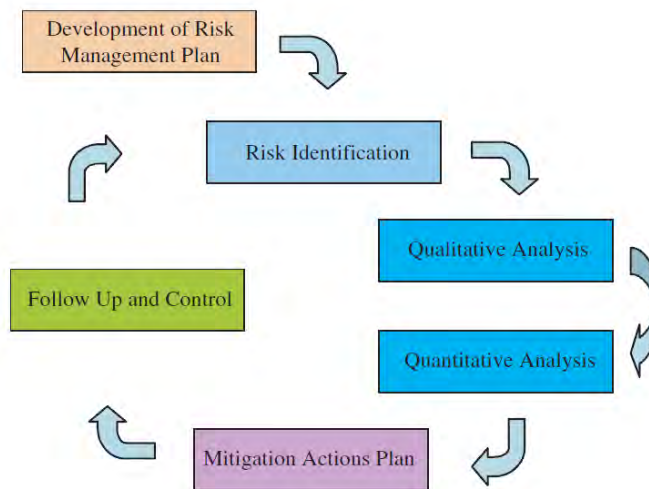 Development of Risk
Management Plan
Risk Identification
Qualitative Analysis
Quantitative Analysis
Mitigation Actions Plan
Follow Up and Control